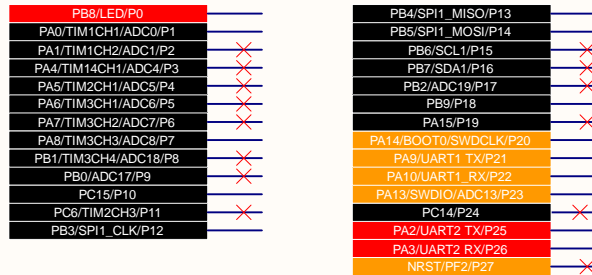 PB8/LED/P0
PA0/TIM1CH1/ADC0/P1
PA1/TIM1CH2/ADC1/P2
PA4/TIM14CH1/ADC4/P3
PA5/TIM2CH1/ADC5/P4
PA6/TIM3CH1/ADC6/P5
PA7/TIM3CH2/ADC7/P6
PA8/TIM3CH3/ADC8/P7
PB1/TIM3CH4/ADC18/P8
PB0/ADC17/P9
PC15/P10
PC6/TIM2CH3/P11
PB3/SPI1_CLK/P12
PB4/SPI1_MISO/P13
PB5/SPI1_MOSI/P14
PB6/SCL1/P15
PB7/SDA1/P16
PB2/ADC19/P17
PB9/P18
PA15/P19
PA14/BOOT0/SWDCLK/P20
PA9/UART1 TX/P21
PA10/UART1_RX/P22
PA13/SWDIO/ADC13/P23
PC14/P24
PA2/UART2 TX/P25
PA3/UART2 RX/P26
NRST/PF2/P27